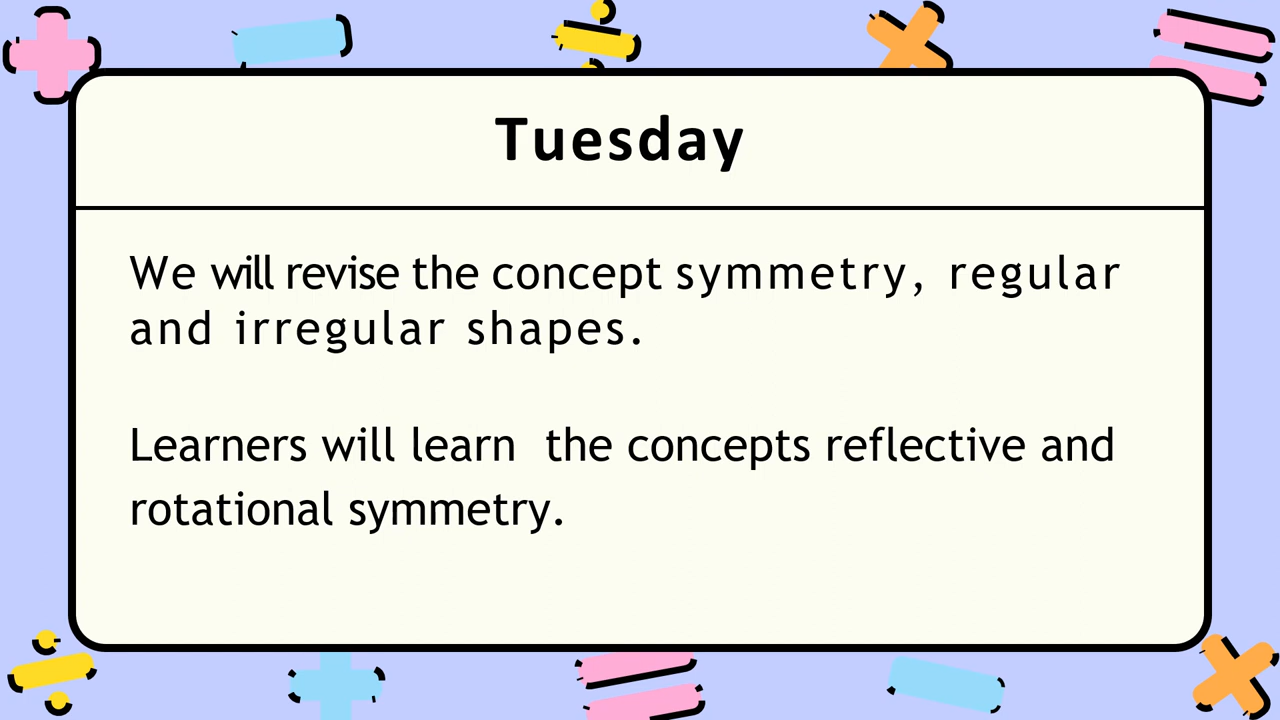 Tuesday
We will revise the concept symmetry, regular
and irregular shapes.
Learners will learn  the concepts reflective and
rotational symmetry.